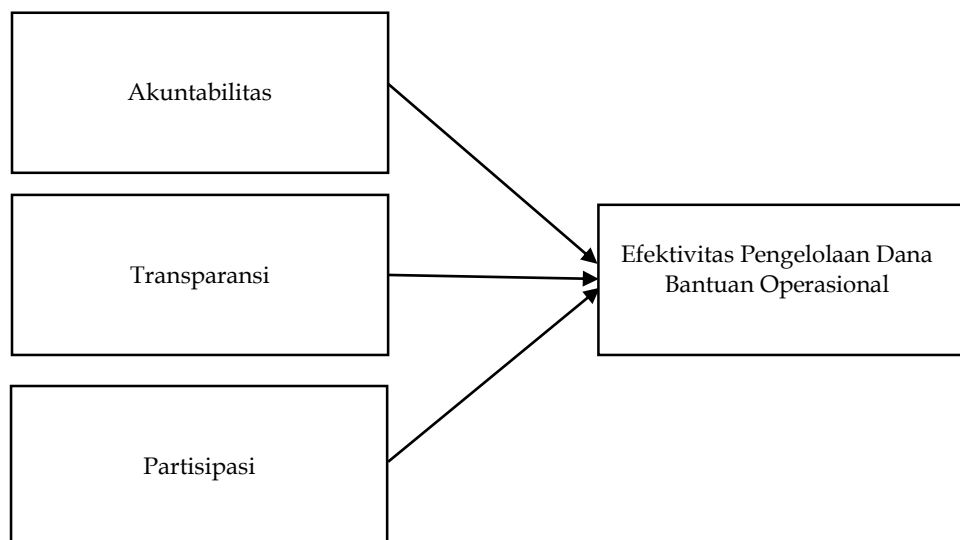 Akuntabilitas
Transparansi
Efektivitas Pengelolaan Dana
Bantuan Operasional
Partisipasi